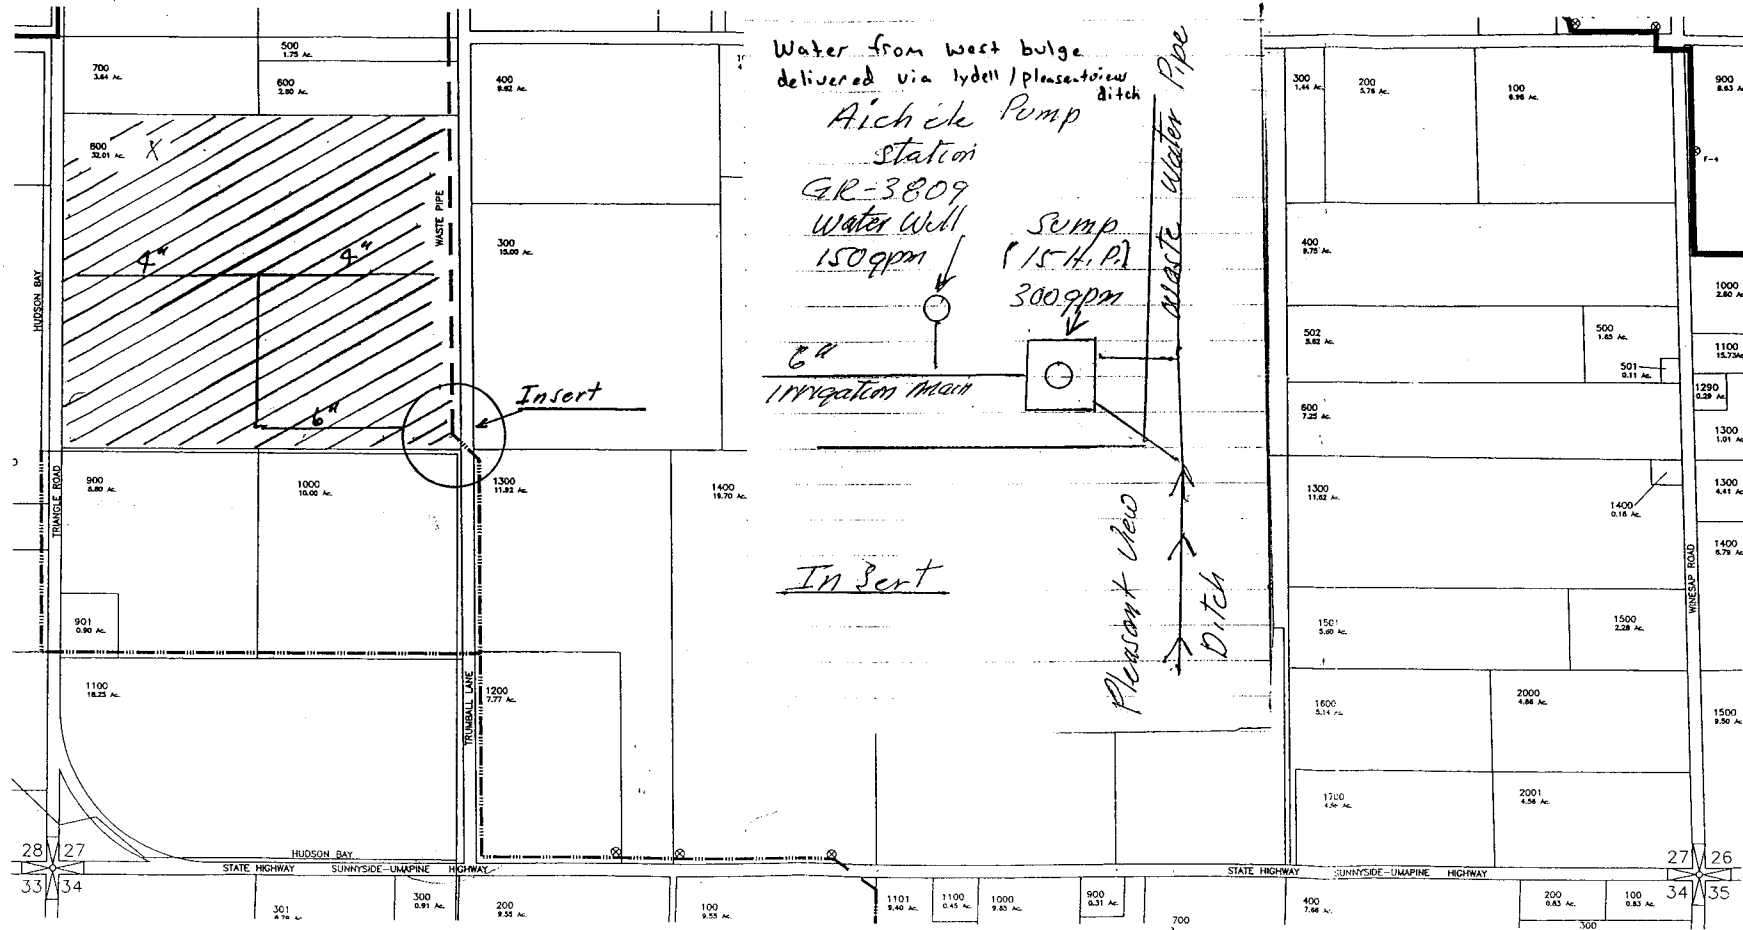 Water from west bulge
delivered via lydell / pleasentview
ditch
Aichele Pump
Station
GR-3809
Water Well
150 gpm
Sump
(15-H.P.)
300 gpm
Waste Water Pipe
6"
Irrigation Main
Insert
Pleasant View
Ditch
700
3.64 Ac.
500
1.75 Ac.
600
2.80 Ac.
800
32.01 Ac.
X
4"
4"
6"
WASTE PIPE
HUDSON BAY
TRIANGLE ROAD
Insert
400
9.62 Ac.
300
15.00 Ac.
900
8.80 Ac.
1000
10.00 Ac.
1300
11.92 Ac.
1400
19.70 Ac.
901
0.90 Ac.
1100
18.25 Ac.
1200
7.77 Ac.
TRUMBALL LANE
28 27
33 34
HUDSON BAY
STATE HIGHWAY SUNNYSIDE-UMAPINE HIGHWAY
301
300
0.91 Ac.
200
9.55 Ac.
100
9.55 Ac.
1101
9.40 Ac.
1100
0.45 Ac.
1000
9.85 Ac.
900
0.31 Ac.
700
400
7.66 Ac.
200
0.83 Ac.
100
0.83 Ac.
300
STATE HIGHWAY SUNNYSIDE-UMAPINE HIGHWAY
27 26
34 35
300
1.44 Ac.
200
5.76 Ac.
100
6.96 Ac.
900
8.63 Ac.
F-4
400
9.75 Ac.
1000
2.60 Ac.
502
5.62 Ac.
500
1.65 Ac.
501
0.11 Ac.
1100
15.73 Ac.
1290
0.29 Ac.
600
7.25 Ac.
1300
1.01 Ac.
1300
11.62 Ac.
1400
0.16 Ac.
1300
4.41 Ac.
1400
6.79 Ac.
WINESAP ROAD
1501
5.60 Ac.
1500
2.28 Ac.
1600
5.14 Ac.
2000
4.86 Ac.
1500
9.50 Ac.
1700
2001
4.56 Ac.